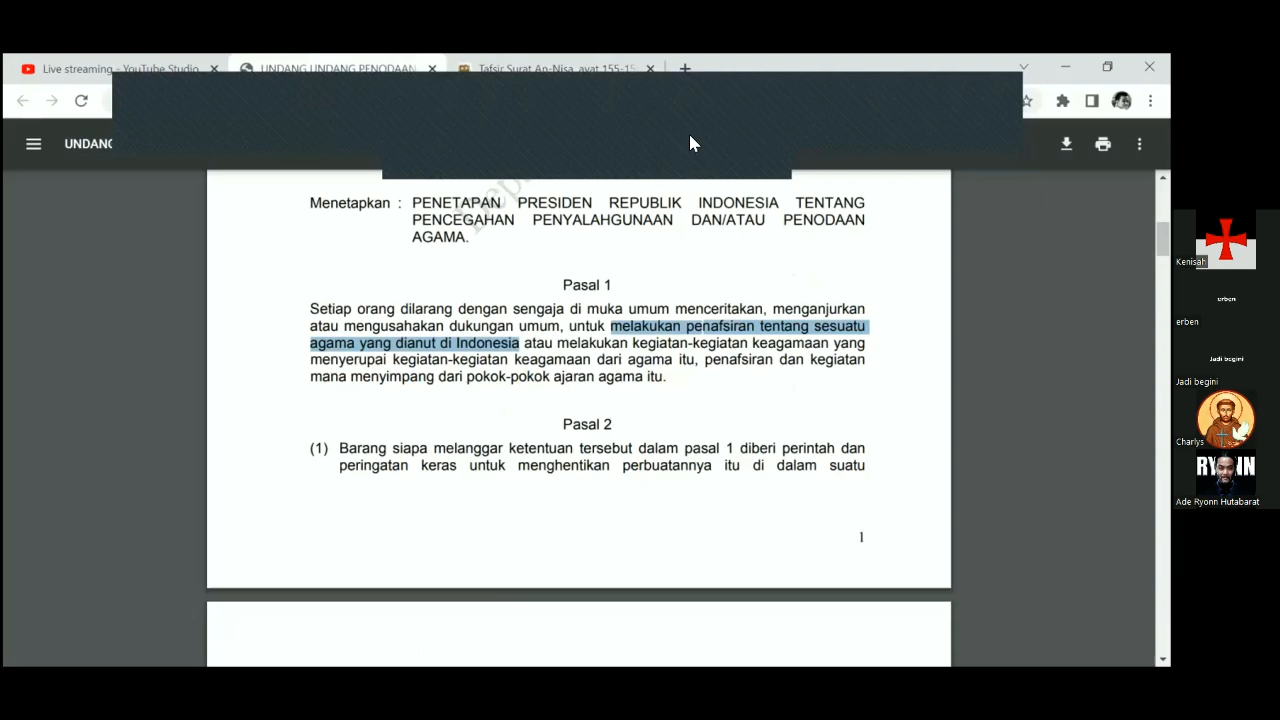 Live streaming - YouTube Studio
UNDANG UNDANG PENODAAN
Tafsir Surat An-Nisa, ayat 155-15
UNDANG
Menetapkan : PENETAPAN PRESIDEN REPUBLIK INDONESIA TENTANG
PENCEGAHAN PENYALAHGUNAAN DAN/ATAU PENODAAN
AGAMA.
Pasal 1
Setiap orang dilarang dengan sengaja di muka umum menceritakan, menganjurkan
atau mengusahakan dukungan umum, untuk melakukan penafsiran tentang sesuatu
agama yang dianut di Indonesia atau melakukan kegiatan-kegiatan keagamaan yang
menyerupai kegiatan-kegiatan keagamaan dari agama itu, penafsiran dan kegiatan
mana menyimpang dari pokok-pokok ajaran agama itu.
Pasal 2
(1) Barang siapa melanggar ketentuan tersebut dalam pasal 1 diberi perintah dan
peringatan keras untuk menghentikan perbuatannya itu di dalam suatu
1
Kenisah
erben
erben
Jadi begini
Jadi begini
Charlys
RYONN
Ade Ryonn Hutabarat